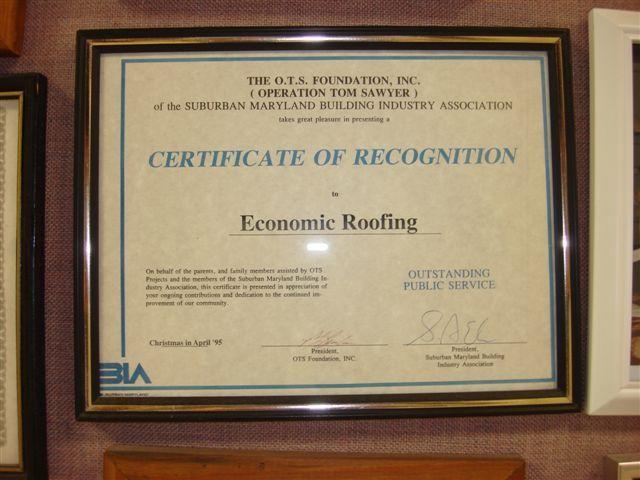 THE O.T.S. FOUNDATION, INC.
( OPERATION TOM SAWYER )
of the SUBURBAN MARYLAND BUILDING INDUSTRY ASSOCIATION
takes great pleasure in presenting a
CERTIFICATE OF RECOGNITION
to
Economic Roofing
On behalf of the parents, and family members assisted by OTS
Projects and the members of the Suburban Maryland Building In-
dustry Association, this certificate is presented in appreciation of
your ongoing contributions and dedication to the continued im-
provement of our community.
OUTSTANDING
PUBLIC SERVICE
Christmas in April '95
President,
OTS Foundation, INC.
President,
Suburban Maryland Building
Industry Association
BIA
SUBURBAN MARYLAND